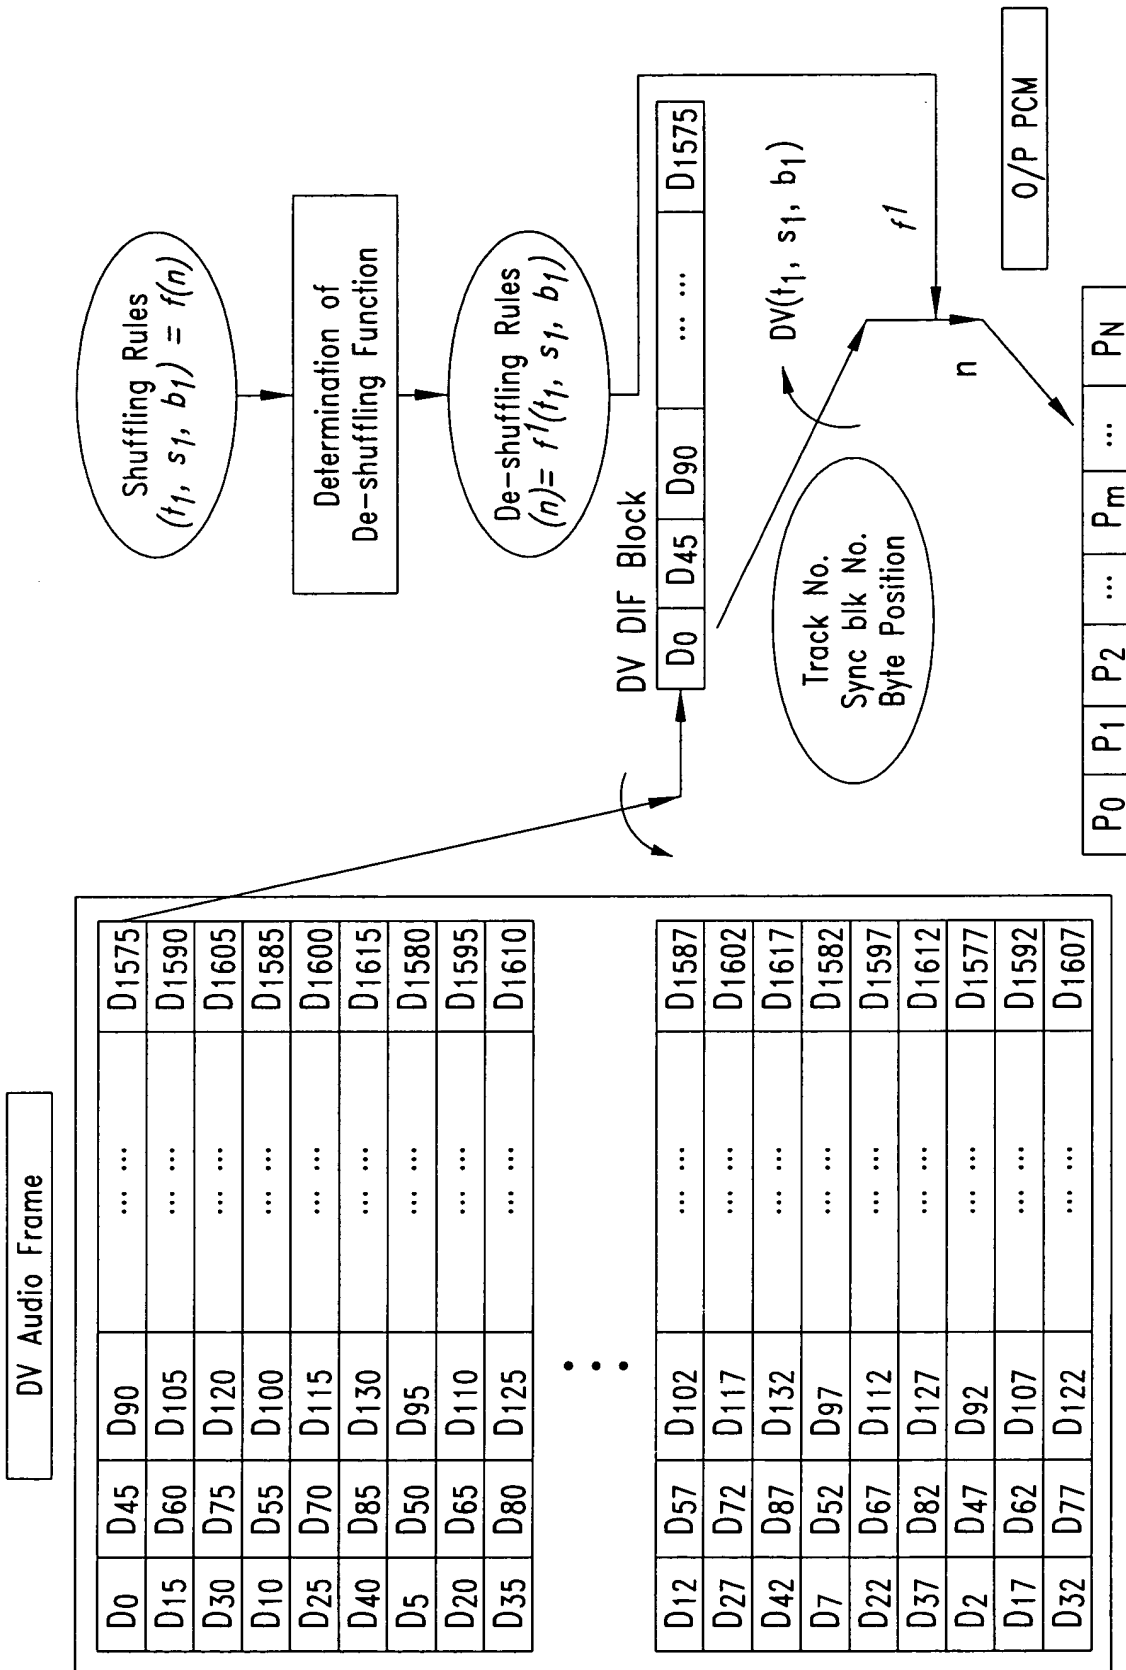 DV Audio Frame
D0 D45 D90 ... ... D1575
D15 D60 D105 ... ... D1590
D30 D75 D120 ... ... D1605
D10 D55 D100 ... ... D1585
D25 D70 D115 ... ... D1600
D40 D85 D130 ... ... D1615
D5 D50 D95 ... ... D1580
D20 D65 D110 ... ... D1595
D35 D80 D125 ... ... D1610
D12 D57 D102 ... ... D1587
D27 D72 D117 ... ... D1602
D42 D87 D132 ... ... D1617
D7 D52 D97 ... ... D1582
D22 D67 D112 ... ... D1597
D37 D82 D127 ... ... D1612
D2 D47 D92 ... ... D1577
D17 D62 D107 ... ... D1592
D32 D77 D122 ... ... D1607
Shuffling Rules
(t1, s1, b1) = f(n)
Determination of
De-shuffling Function
De-shuffling Rules
(n)= f1(t1, s1, b1)
DV DIF Block
D0 D45 D90 ... ... D1575
Track No.
Sync blk No.
Byte Position
DV(t1, s1, b1)
f1
n
O/P PCM
P0 P1 P2 ... Pm ... PN